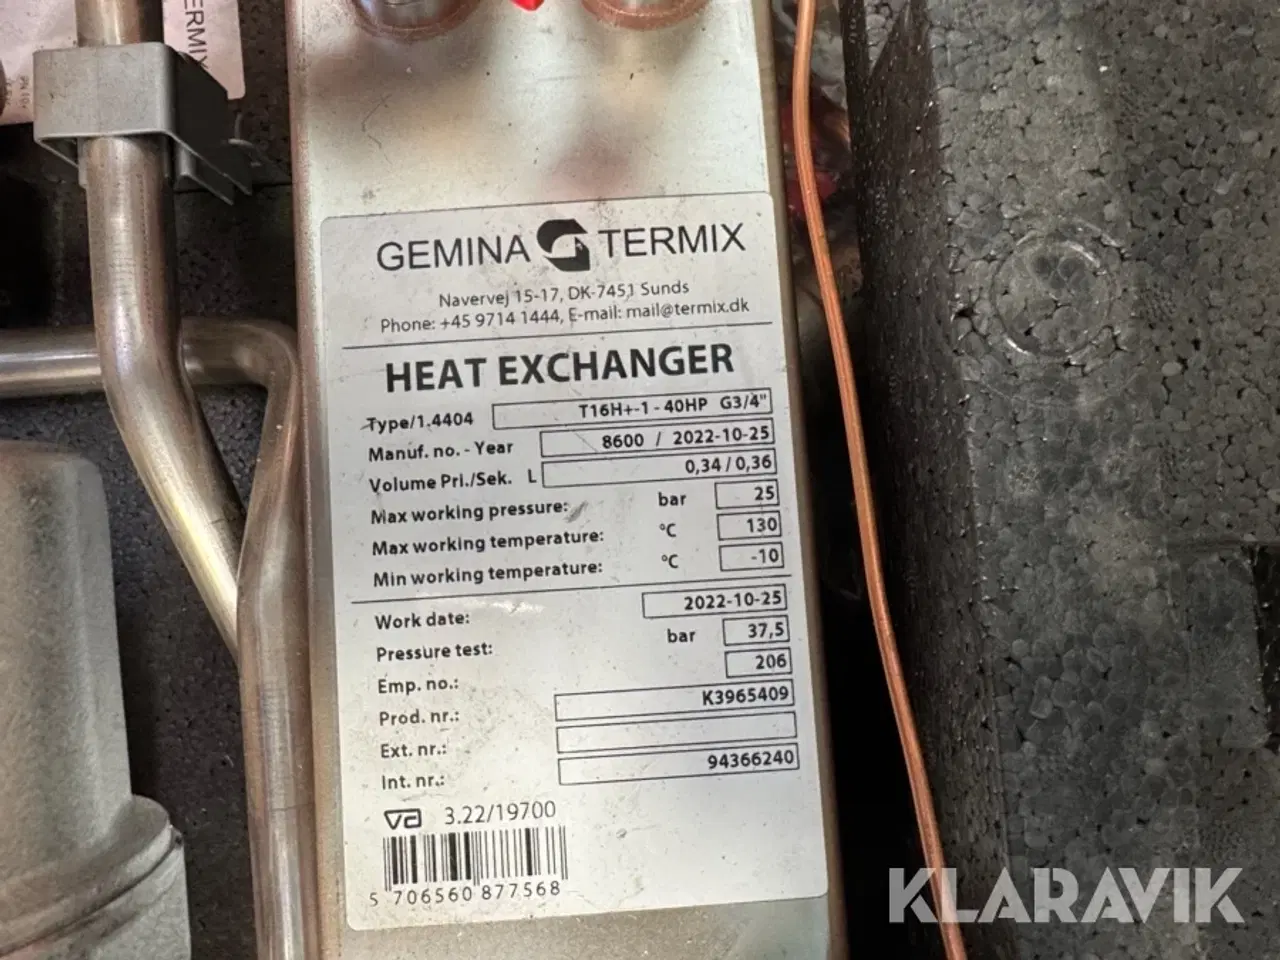 TERMIX
GEMINA TERMIX
Navervej 15-17, DK-7451 Sunds
Phone: +45 9714 1444, E-mail: mail@termix.dk
HEAT EXCHANGER
Type/1.4404 T16H+-1 - 40HP G3/4"
Manuf. no. - Year 8600 / 2022-10-25
Volume Pri./Sek. L 0,34 / 0,36
Max working pressure: bar 25
Max working temperature: °C 130
Min working temperature: °C -10
Work date: 2022-10-25
Pressure test: bar 37,5
Emp. no.: 206
Prod. nr.: K3965409
Ext. nr.:
Int. nr.: 94366240
va 3.22/19700
5 706560 877568
KLARAVIK